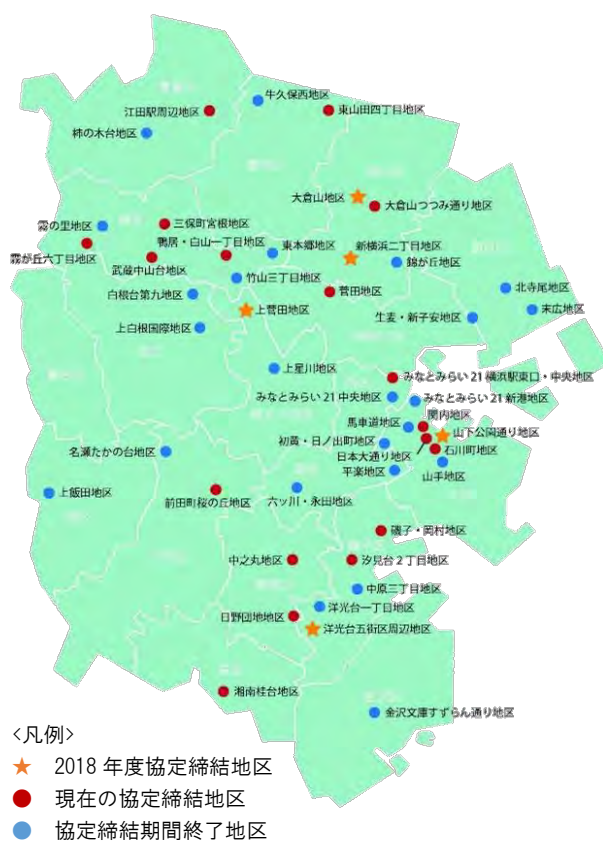 牛久保西地区
江田駅周辺地区
東山田四丁目地区
柿の木台地区
大倉山地区
大倉山つつみ通り地区
霧の里地区
三保町宮根地区
鴨居・白山一丁目地区
東本郷地区
新横浜二丁目地区
霧が丘六丁目地区
武蔵中山台地区
錦が丘地区
竹山三丁目地区
白根台第九地区
菅田地区
北寺尾地区
上菅田地区
末広地区
生麦・新子安地区
上白根国際地区
上星川地区
みなとみらい21横浜駅東口・中央地区
みなとみらい21中央地区
みなとみらい21新港地区
関内地区
馬車道地区
山下公園通り地区
初黄・日ノ出町地区
石川町地区
日本大通り地区
名瀬たかの台地区
平楽地区
山手地区
上飯田地区
前田町桜の丘地区
六ッ川・永田地区
磯子・岡村地区
中之丸地区
汐見台2丁目地区
中原三丁目地区
洋光台一丁目地区
日野団地地区
洋光台五街区周辺地区
湘南桂台地区
金沢文庫すずらん通り地区
<凡例>
2018年度協定締結地区
現在の協定締結地区
協定締結期間終了地区